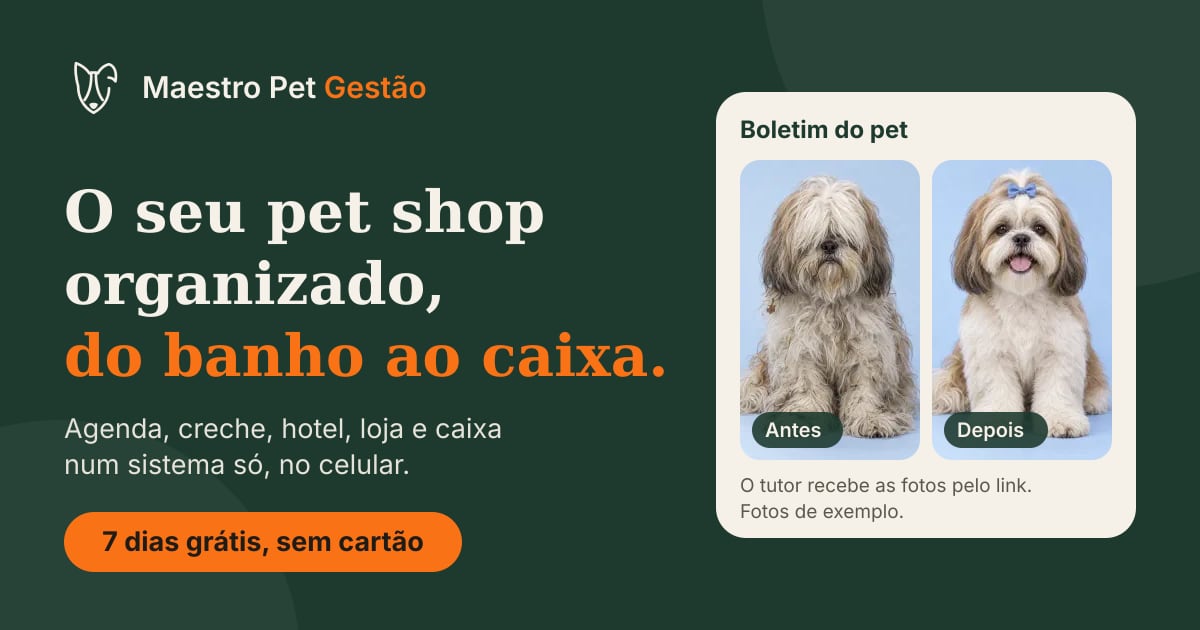 Maestro Pet Gestão
O seu pet shop
organizado,
do banho ao caixa.
Agenda, creche, hotel, loja e caixa
num sistema só, no celular.
7 dias grátis, sem cartão
Boletim do pet
Antes
Depois
O tutor recebe as fotos pelo link.
Fotos de exemplo.